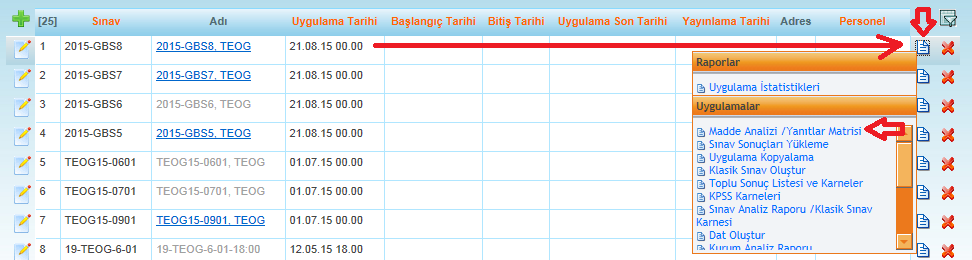 [25] Sınav Adı Uygulama Tarihi Başlangıç Tarihi Bitiş Tarihi Uygulama Son Tarihi Yayınlama Tarihi Adres Personel
1 2015-GBS8 2015-GBS8, TEOG 21.08.15 00.00
2 2015-GBS7 2015-GBS7, TEOG 21.08.15 00.00
3 2015-GBS6 2015-GBS6, TEOG 21.08.15 00.00
4 2015-GBS5 2015-GBS5, TEOG 21.08.15 00.00
5 TEOG15-0601 TEOG15-0601, TEOG 01.07.15 00.00
6 TEOG15-0701 TEOG15-0701, TEOG 01.07.15 00.00
7 TEOG15-0901 TEOG15-0901, TEOG 01.07.15 00.00
8 19-TEOG-6-01 19-TEOG-6-01-18:00 12.05.15 18.00
Raporlar
Uygulama İstatistikleri
Uygulamalar
Madde Analizi /Yanıtlar Matrisi
Sınav Sonuçları Yükleme
Uygulama Kopyalama
Klasik Sınav Oluştur
Toplu Sonuç Listesi ve Karneler
KPSS Karneleri
Sınav Analiz Raporu /Klasik Sınav
Karnesi
Dat Oluştur
Kurum Analiz Raporu